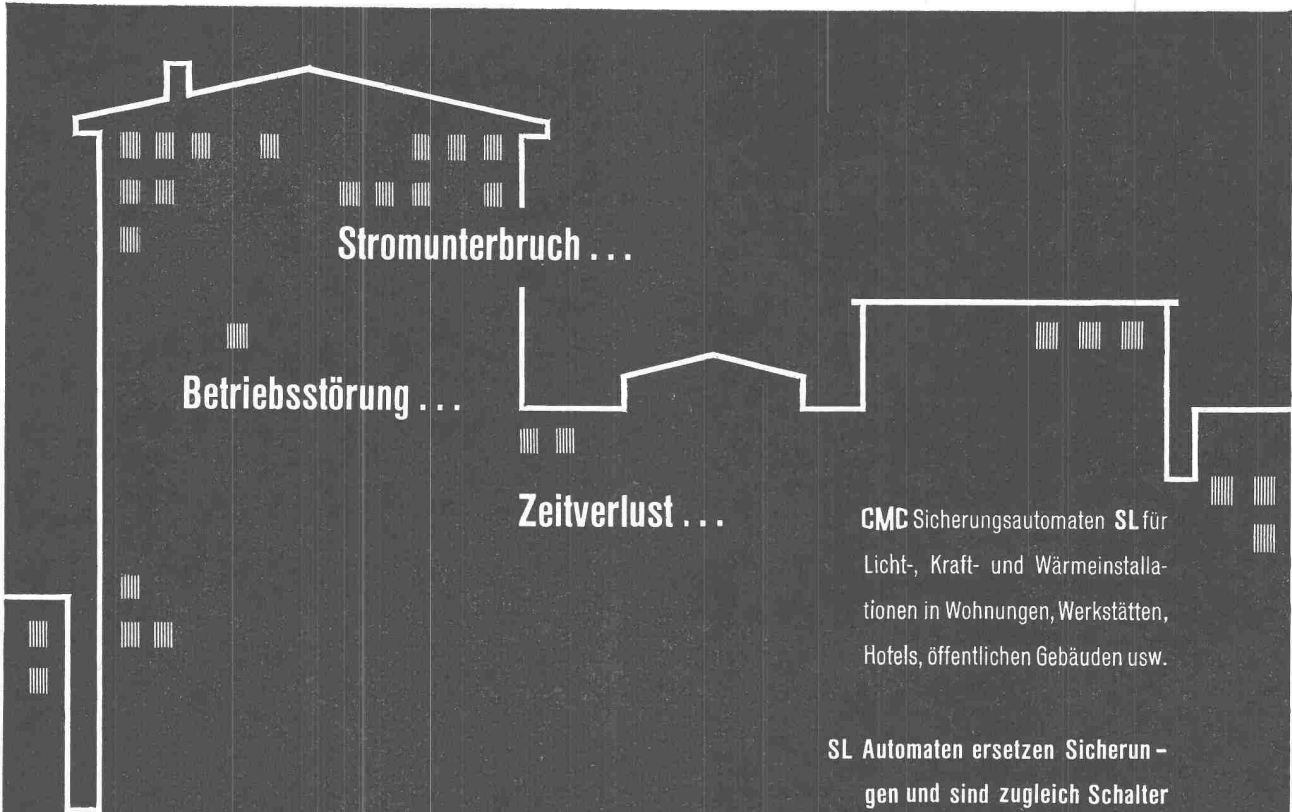 Stromunterbruch ...
Betriebsstörung ...
Zeitverlust ...
CMC Sicherungsautomaten SL für
Licht-, Kraft- und Wärmeinstalla-
tionen in Wohnungen, Werkstätten,
Hotels, öffentlichen Gebäuden usw.
SL Automaten ersetzen Sicherun-
gen und sind zugleich Schalter